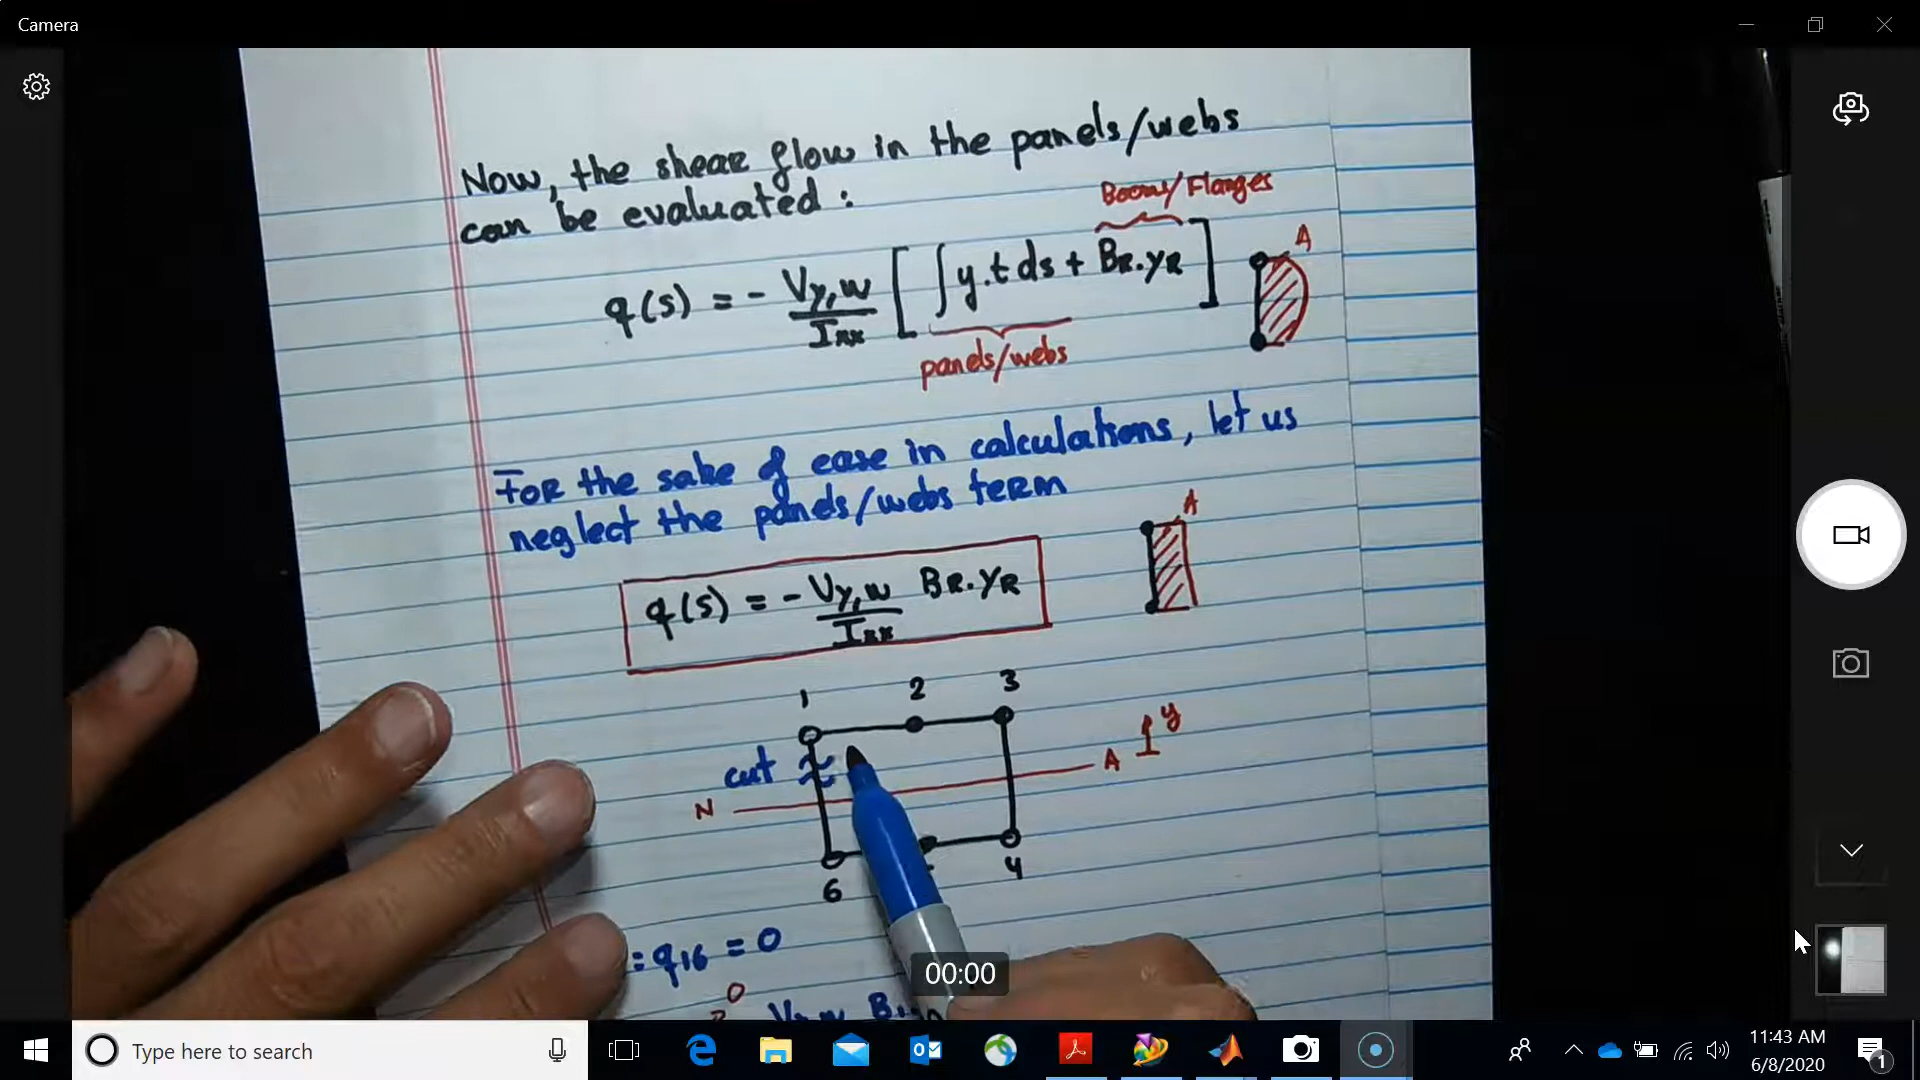 Camera
Now, the shear flow in the panels/webs
can be evaluated :
Booms/Flanges
q(s) = - Vy,w / Ixx [ ∫ y.t ds + BR.yR ]
A
panels/webs
For the sake of ease in calculations, let us
neglect the panels/webs term
A
q(s) = - Vy,w / Ixx BR.yR
1 2 3
cut
N A y
6 4
= q16 = 0
0
00:00
Type here to search
11:43 AM
6/8/2020
1